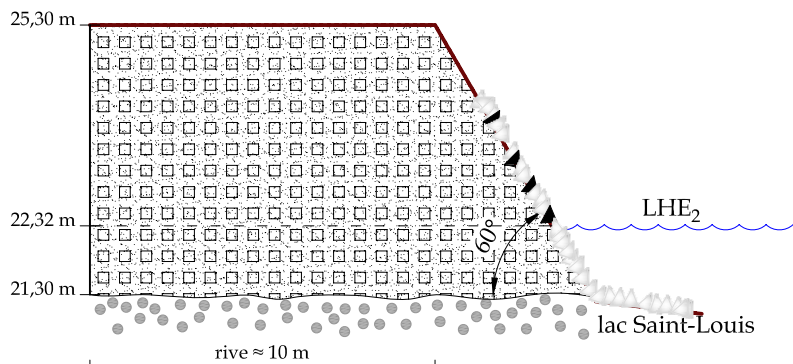 25,30 m
LHE₂
22,32 m
60°
21,30 m
lac Saint-Louis
rive ≈ 10 m